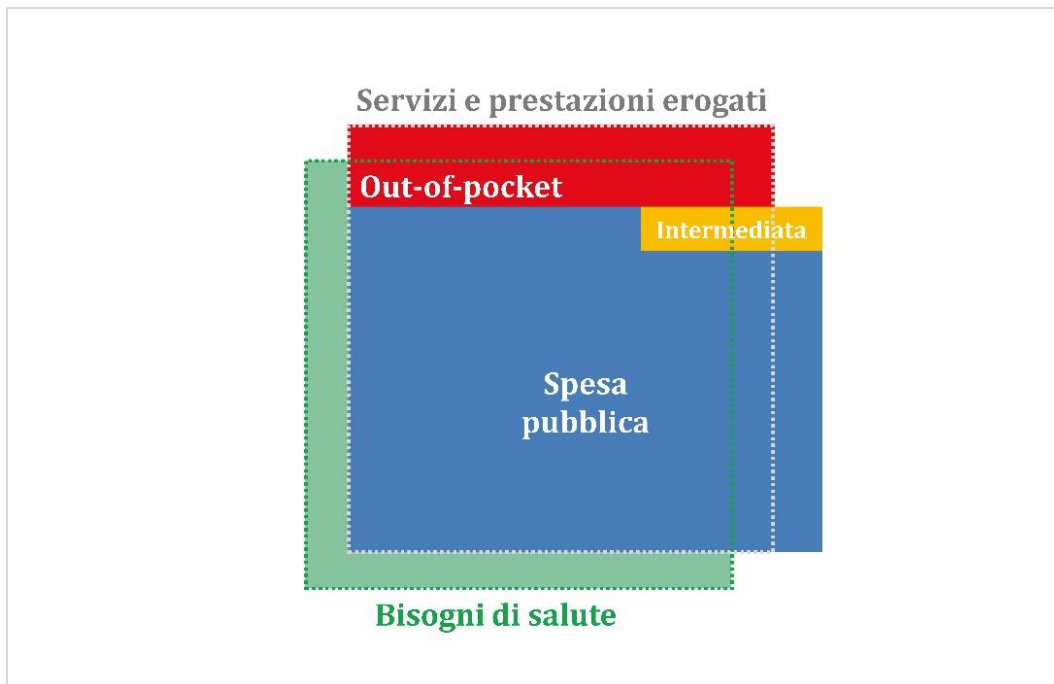 Servizi e prestazioni erogati
Out-of-pocket
Intermediata
Spesa
pubblica
Bisogni di salute